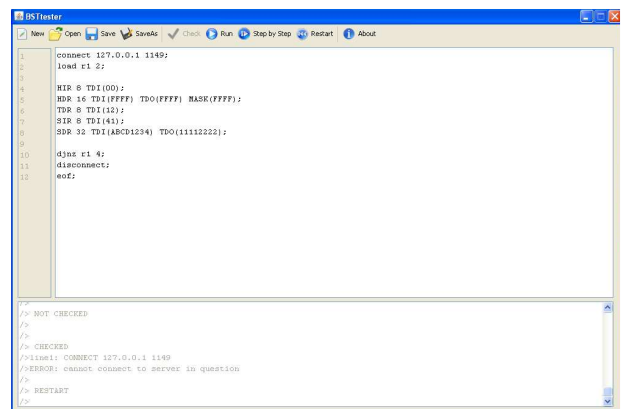 BSTtester
New Open Save SaveAs Check Run Step by Step Restart About
1 connect 127.0.0.1 1149;
2 load r1 2;
3
4 HIR 8 TDI(00);
5 HDR 16 TDI(FFFF) TDO(FFFF) MASK(FFFF);
6 TDR 8 TDI(12);
7 SIR 8 TDI(41);
8 SDR 32 TDI(ABCD1234) TDO(11112222);
9
10 djnz r1 4;
11 disconnect;
12 eof;
/>
/> NOT CHECKED
/>
/>
/> CHECKED
/>line1: CONNECT 127.0.0.1 1149
/>ERROR: cannot connect to server in question
/>
/> RESTART
/>